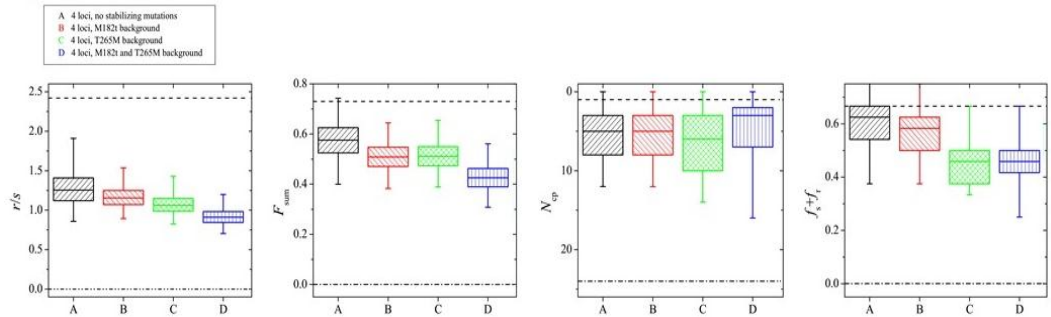 A 4 loci, no stabilizing mutations
B 4 loci, M182t background
C 4 loci, T265M background
D 4 loci, M182t and T265M background
2.5
2.0
1.5
1.0
0.5
0.0
r/s
A B C D
0.8
0.6
0.4
0.2
0.0
F sum
A B C D
0
10
20
N cp
A B C D
0.6
0.4
0.2
0.0
f s + f r
A B C D